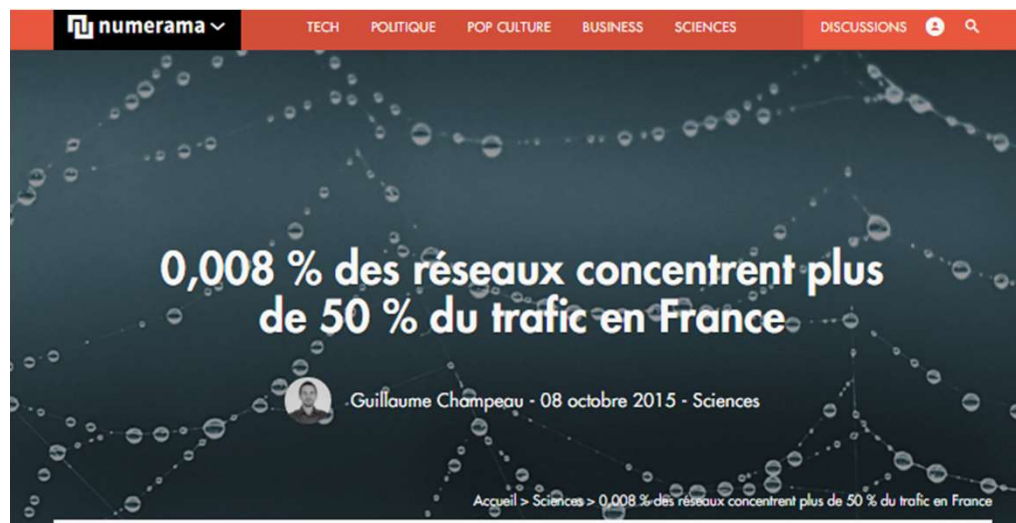 numerama TECH POLITIQUE POP CULTURE BUSINESS SCIENCES DISCUSSIONS
0,008 % des réseaux concentrent plus
de 50 % du trafic en France
Guillaume Champeau - 08 octobre 2015 - Sciences
Accueil > Sciences > 0,008 % des réseaux concentrent plus de 50 % du trafic en France